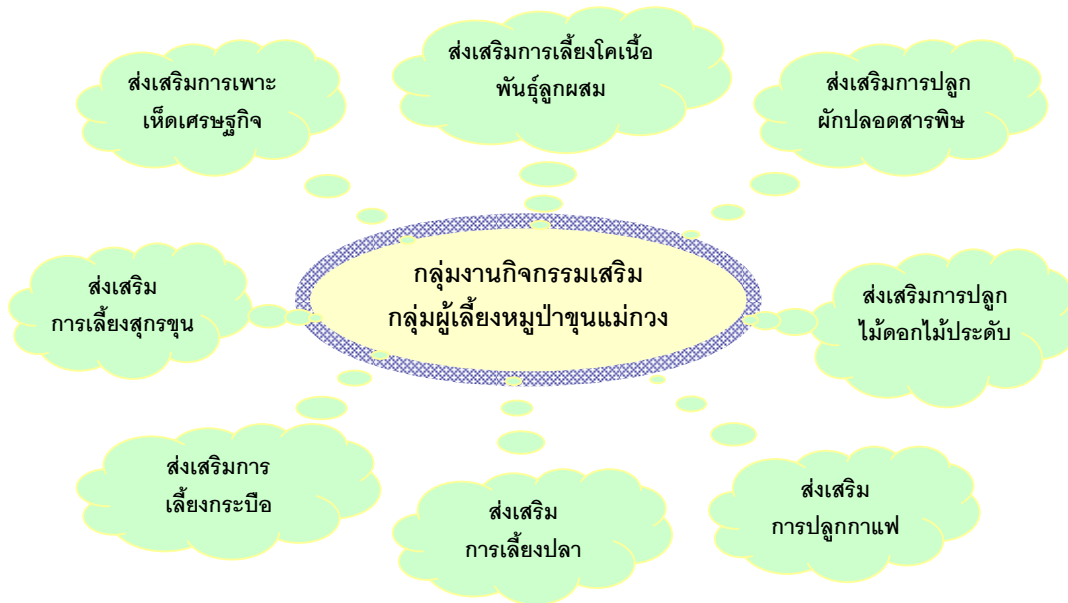 ส่งเสริมการเพาะ
เห็ดเศรษฐกิจ
ส่งเสริมการเลี้ยงโคเนื้อ
พันธุ์ลูกผสม
ส่งเสริมการปลูก
ผักปลอดสารพิษ
กลุ่มงานกิจกรรมเสริม
กลุ่มผู้เลี้ยงหมูป่าขุนแม่กวง
ส่งเสริม
การเลี้ยงสุกรขุน
ส่งเสริมการปลูก
ไม้ดอกไม้ประดับ
ส่งเสริมการ
เลี้ยงกระบือ
ส่งเสริม
การเลี้ยงปลา
ส่งเสริม
การปลูกกาแฟ